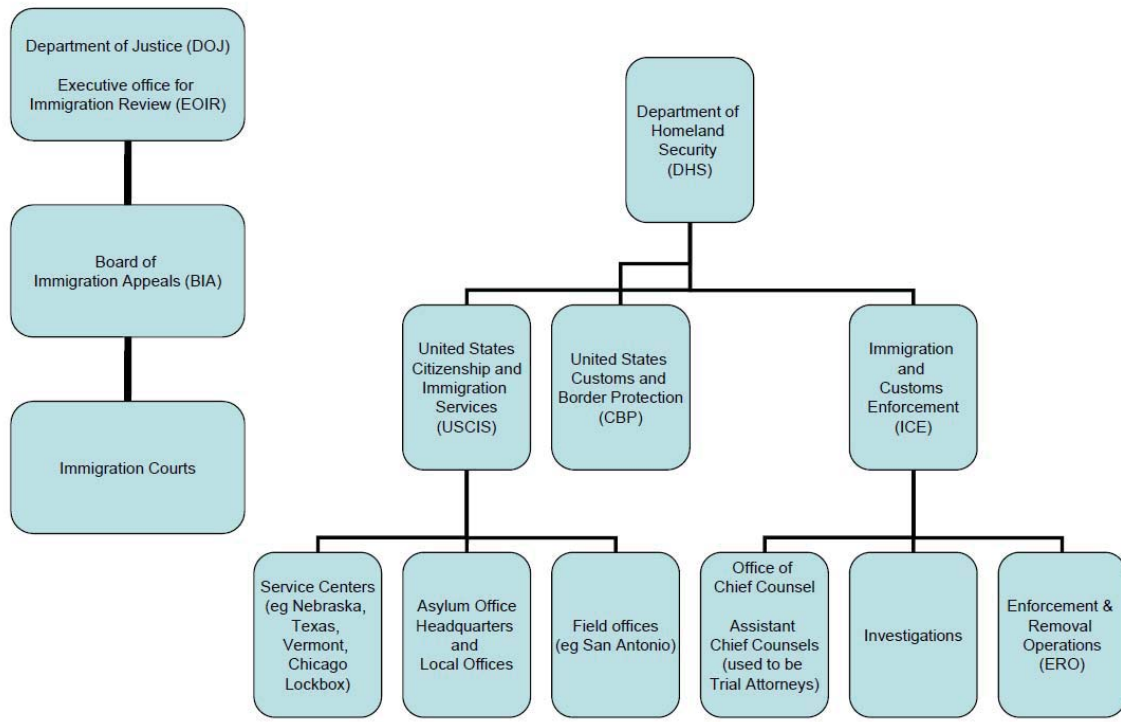 Department of Justice (DOJ)
Executive office for
Immigration Review (EOIR)
Board of
Immigration Appeals (BIA)
Immigration Courts
Department of
Homeland
Security
(DHS)
United States
Citizenship and
Immigration
Services
(USCIS)
United States
Customs and
Border Protection
(CBP)
Immigration
and
Customs
Enforcement
(ICE)
Service Centers
(eg Nebraska,
Texas,
Vermont,
Chicago
Lockbox)
Asylum Office
Headquarters
and
Local Offices
Field offices
(eg San Antonio)
Office of
Chief Counsel
Assistant
Chief Counsels
(used to be
Trial Attorneys)
Investigations
Enforcement &
Removal
Operations
(ERO)